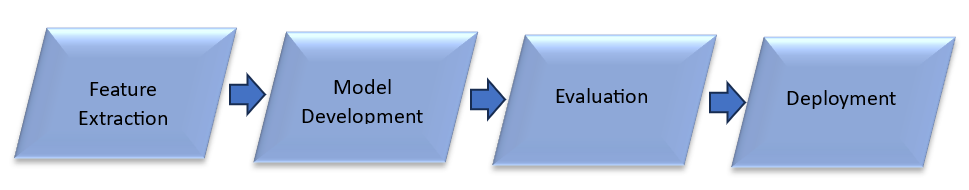 Feature
Extraction
Model
Development
Evaluation
Deployment